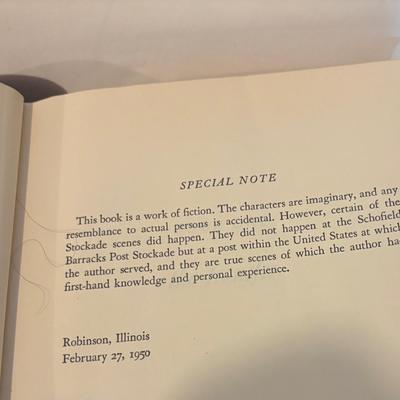 SPECIAL NOTE
This book is a work of fiction. The characters are imaginary, and any
resemblance to actual persons is accidental. However, certain of the
Stockade scenes did happen. They did not happen at the Schofield
Barracks Post Stockade but at a post within the United States at which
the author served, and they are true scenes of which the author ha
first-hand knowledge and personal experience.
Robinson, Illinois
February 27, 1950